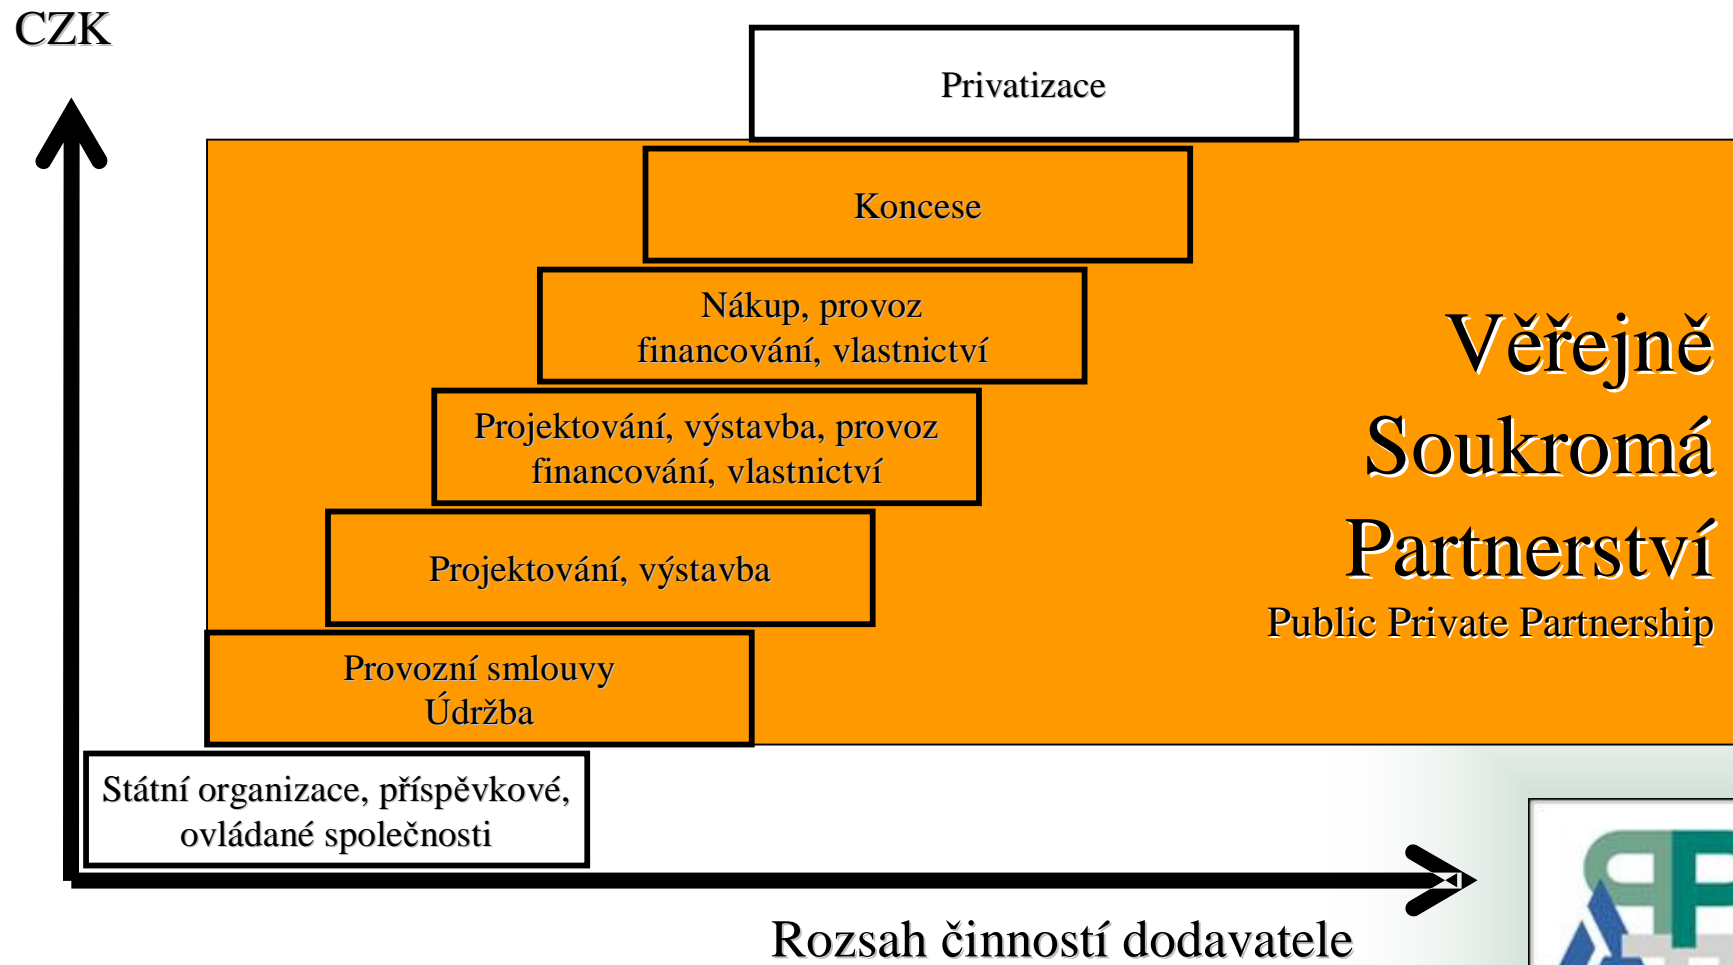 CZK
Privatizace
Koncese
Nákup, provoz
financování, vlastnictví
Projektování, výstavba, provoz
financování, vlastnictví
Projektování, výstavba
Provozní smlouvy
Údržba
Státní organizace, příspěvkové,
ovládané společnosti
Věřejně
Soukromá
Partnerství
Public Private Partnership
Rozsah činností dodavatele